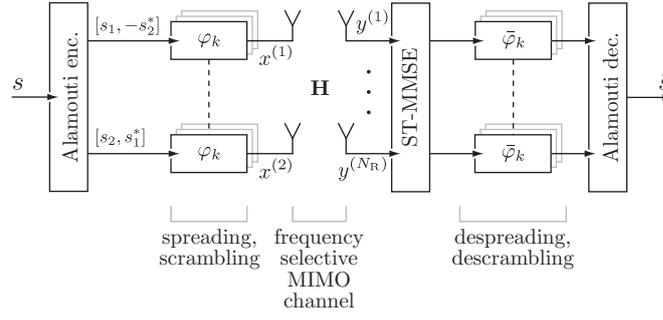 s
Alamouti enc.
[s₁, −s₂*]
[s₂, s₁*]
φₖ
x⁽¹⁾
φₖ
x⁽²⁾
H
y⁽¹⁾
y⁽ᴺᴿ⁾
ST-MMSE
φ̄ₖ
φ̄ₖ
Alamouti dec.
spreading,
scrambling
frequency
selective
MIMO
channel
despreading,
descrambling